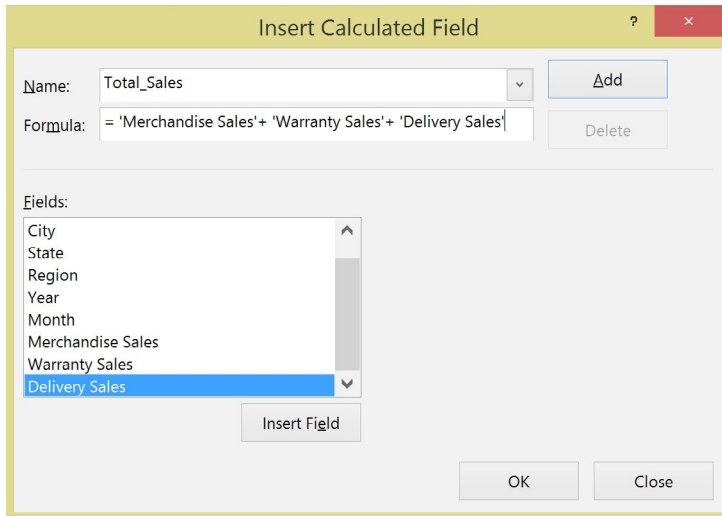 Insert Calculated Field
? ×
Name: Total_Sales Add
Formula: = 'Merchandise Sales'+ 'Warranty Sales'+ 'Delivery Sales' Delete
Fields:
City
State
Region
Year
Month
Merchandise Sales
Warranty Sales
Delivery Sales
Insert Field
OK Close